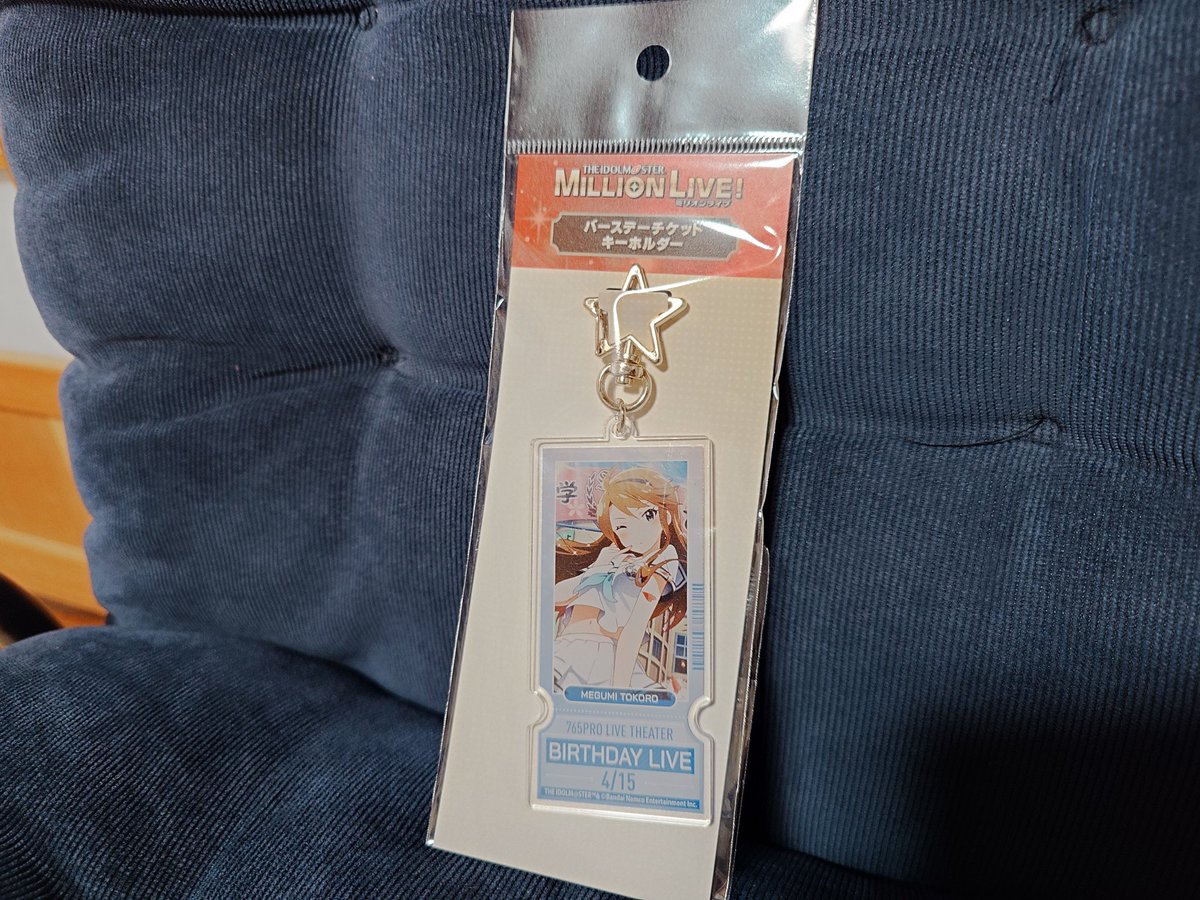 THE IDOLM@STER
MILLION LIVE!
ミリオンライブ
バースデーチケット
キーホルダー
学
MEGUMI TOKORO
765PRO LIVE THEATER
BIRTHDAY LIVE
4/15
THE IDOLM@STER™& ©Bandai Namco Entertainment Inc.